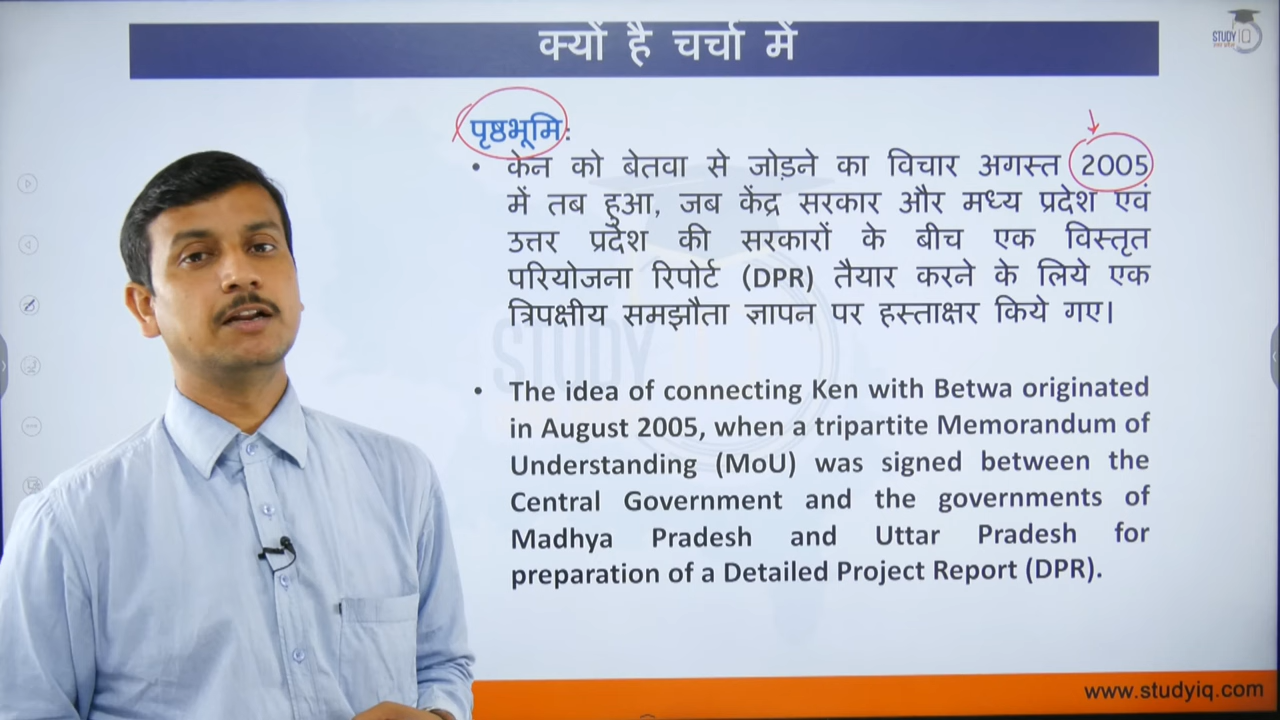 क्यों है चर्चा में
STUDY IQ
पृष्ठभूमि:
• केन को बेतवा से जोड़ने का विचार अगस्त 2005
में तब हुआ, जब केंद्र सरकार और मध्य प्रदेश एवं
उत्तर प्रदेश की सरकारों के बीच एक विस्तृत
परियोजना रिपोर्ट (DPR) तैयार करने के लिये एक
त्रिपक्षीय समझौता ज्ञापन पर हस्ताक्षर किये गए।
• The idea of connecting Ken with Betwa originated
in August 2005, when a tripartite Memorandum of
Understanding (MoU) was signed between the
Central Government and the governments of
Madhya Pradesh and Uttar Pradesh for
preparation of a Detailed Project Report (DPR).
www.studyiq.com